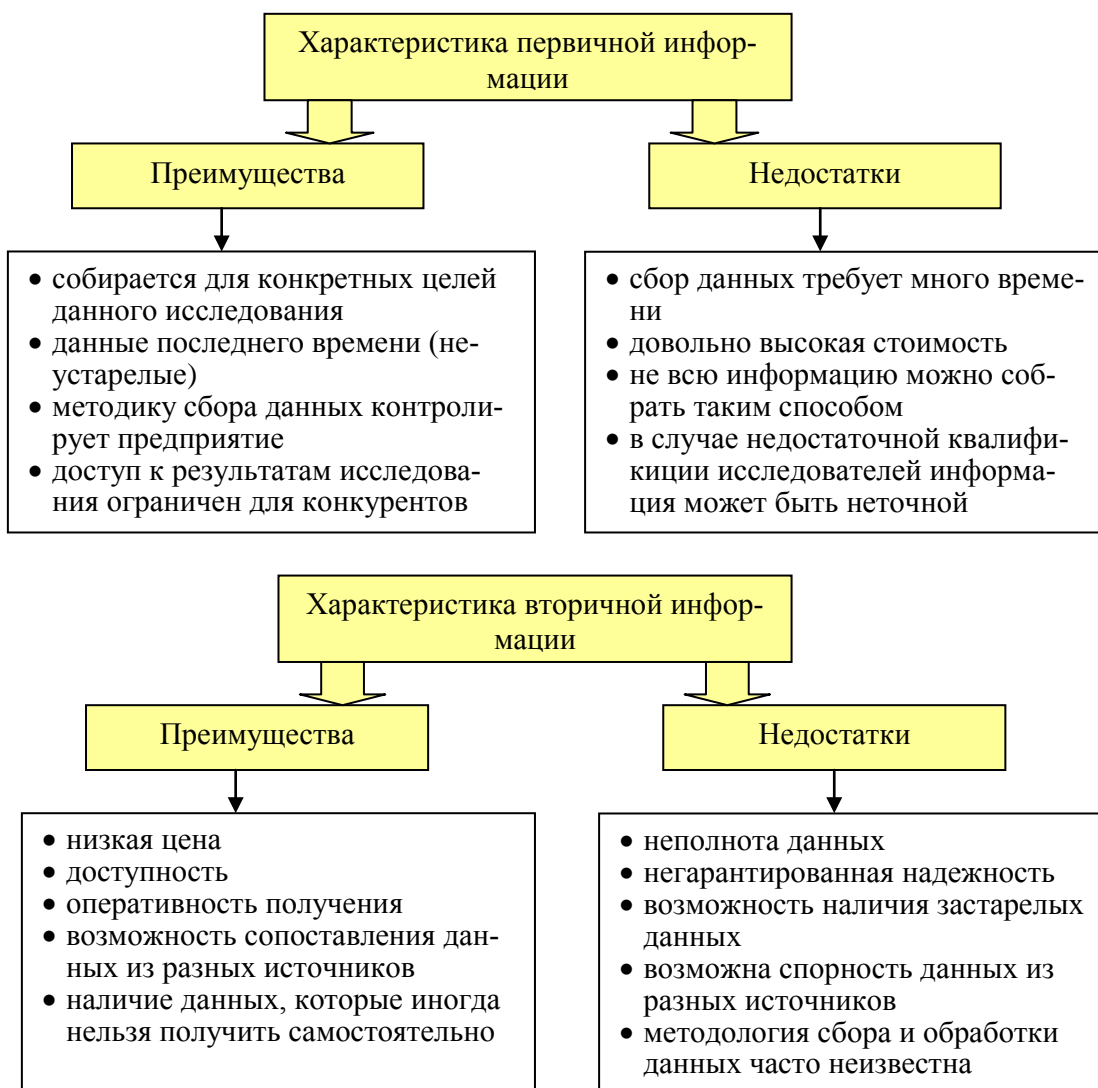 Характеристика первичной инфор-
мации
Преимущества
Недостатки
• собирается для конкретных целей
данного исследования
• данные последнего времени (не-
устарелые)
• методику сбора данных контроли-
рует предприятие
• доступ к результатам исследова-
ния ограничен для конкурентов
• сбор данных требует много време-
ни
• довольно высокая стоимость
• не всю информацию можно соб-
рать таким способом
• в случае недостаточной квалифи-
киции исследователей информа-
ция может быть неточной
Характеристика вторичной инфор-
мации
Преимущества
Недостатки
• низкая цена
• доступность
• оперативность получения
• возможность сопоставления дан-
ных из разных источников
• наличие данных, которые иногда
нельзя получить самостоятельно
• неполнота данных
• негарантированная надежность
• возможность наличия застарелых
данных
• возможна спорность данных из
разных источников
• методология сбора и обработки
данных часто неизвестна